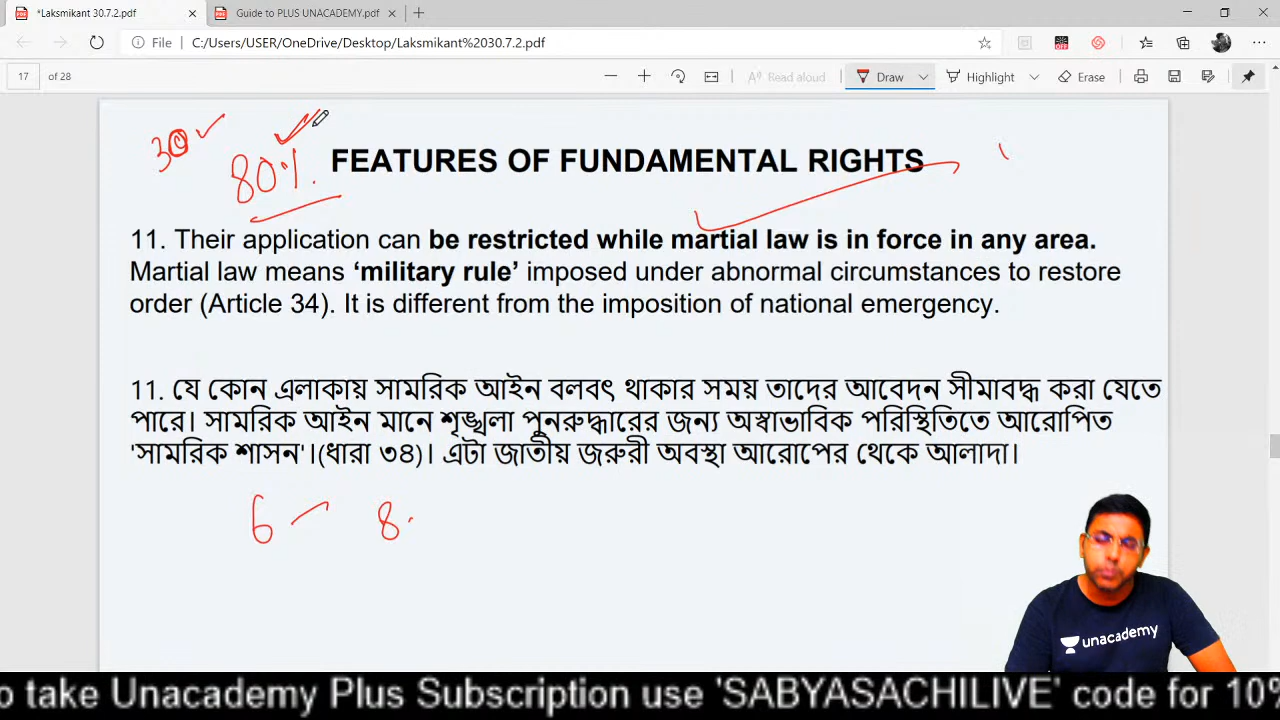 *Laksmikant 30.7.2.pdf
Guide to PLUS UNACADEMY.pdf
File
C:/Users/USER/OneDrive/Desktop/Laksmikant%2030.7.2.pdf
OFF
17 of 28
Read aloud
Draw
Highlight
Erase
30
80%.
FEATURES OF FUNDAMENTAL RIGHTS
11. Their application can be restricted while martial law is in force in any area.
Martial law means ‘military rule’ imposed under abnormal circumstances to restore
order (Article 34). It is different from the imposition of national emergency.
11. যে কোন এলাকায় সামরিক আইন বলবৎ থাকার সময় তাদের আবেদন সীমাবদ্ধ করা যেতে
পারে। সামরিক আইন মানে শৃঙ্খলা পুনরুদ্ধারের জন্য অস্বাভাবিক পরিস্থিতিতে আরোপিত
'সামরিক শাসন'।(ধারা ৩৪)। এটা জাতীয় জরুরী অবস্থা আরোপের থেকে আলাদা।
6 8
unacademy
o take Unacademy Plus Subscription use 'SABYASACHILIVE' code for 10%